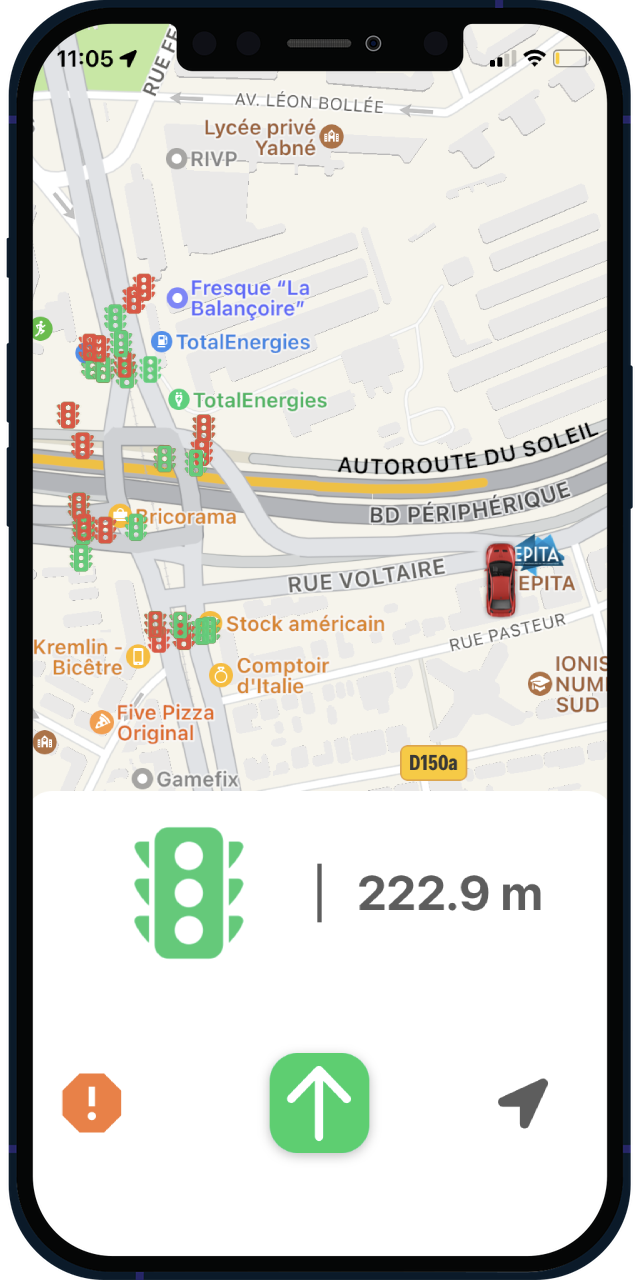 11:05
RUE FE
AV. LÉON BOLLÉE
Lycée privé
Yabné
RIVP
Fresque “La
Balançoire”
TotalEnergies
TotalEnergies
AUTOROUTE DU SOLEIL
BD PÉRIPHÉRIQUE
Bricorama
RUE VOLTAIRE
EPITA
EPITA
Stock américain
RUE PASTEUR
Kremlin -
Bicêtre
Comptoir
d'Italie
IONIS
NUMI
SUD
Five Pizza
Original
D150a
Gamefix
222.9 m